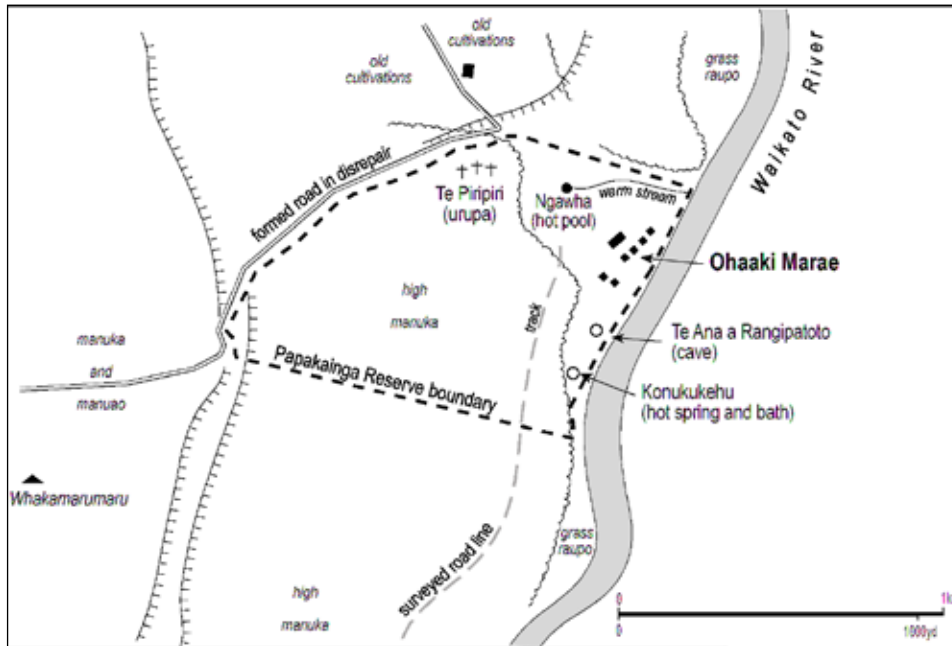 old
cultivations
old
cultivations
grass
raupo
Waikato River
formed road in disrepair
Te Piripiri
(urupa)
Ngawha
(hot pool)
warm stream
Ohaaki Marae
high
manuka
track
Te Ana a Rangipatoto
(cave)
manuka
and
manuao
Papakainga Reserve boundary
Konukukehu
(hot spring and bath)
Whakamarumaru
surveyed road line
grass
raupo
high
manuka
0
0
1000yd